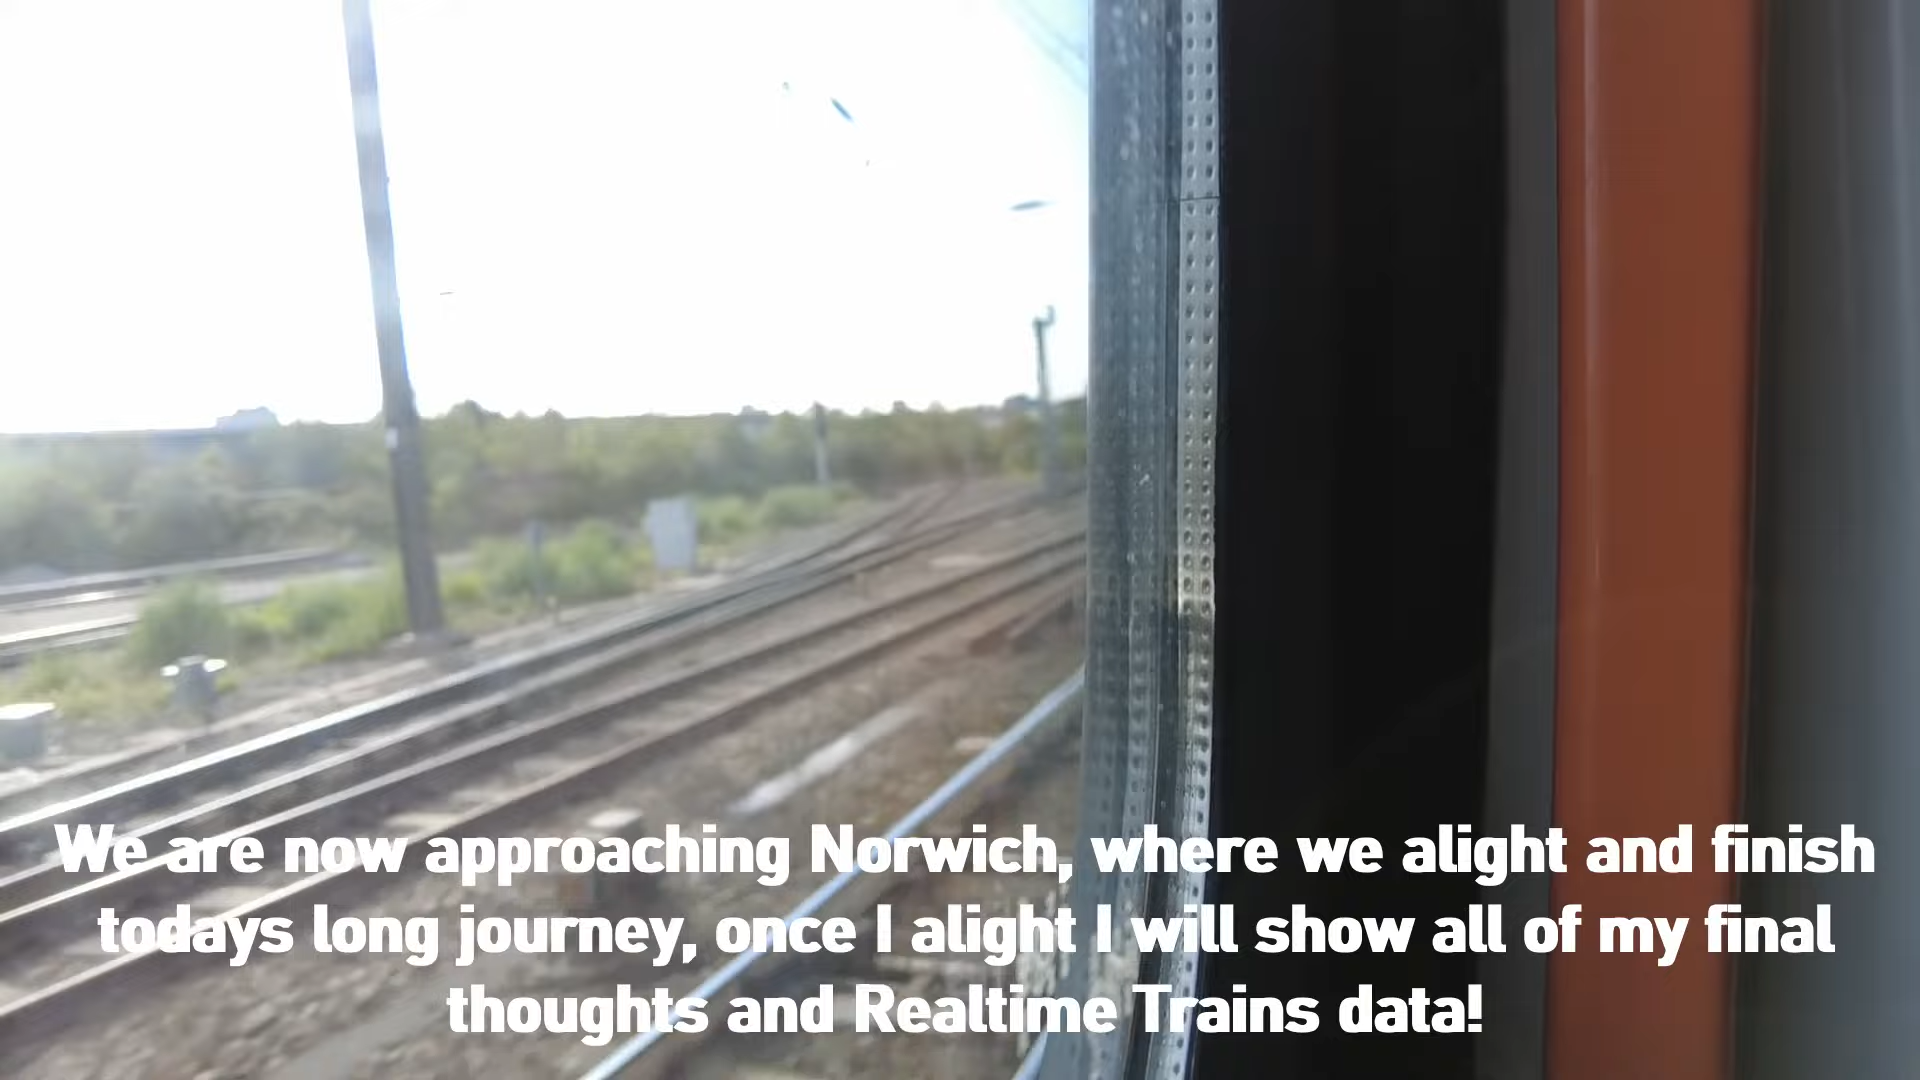 We are now approaching Norwich, where we alight and finish
todays long journey, once I alight I will show all of my final
thoughts and Realtime Trains data!